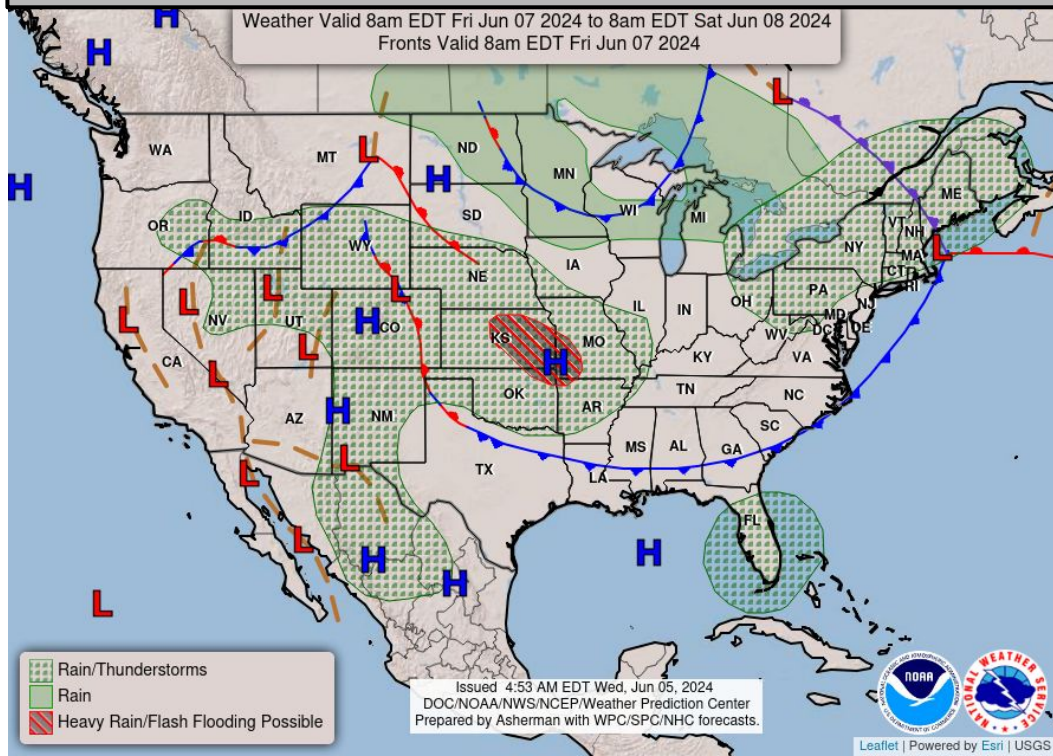 Weather Valid 8am EDT Fri Jun 07 2024 to 8am EDT Sat Jun 08 2024
Fronts Valid 8am EDT Fri Jun 07 2024
H
H
L
L
WA
MT
ND
H
MN
ME
H
VT
NH
OR
ID
SD
WI
MI
NY
MA
L
WY
CT
RI
NE
IA
PA
NJ
L
L
L
OH
MD
DE
NV
UT
H
CO
IL
IN
WV
DC
L
KS
MO
VA
L
CA
H
KY
L
OK
TN
NC
AZ
H
NM
AR
SC
MS
AL
GA
L
TX
LA
L
FL
L
H
H
H
L
Rain/Thunderstorms
Rain
Heavy Rain/Flash Flooding Possible
Issued 4:53 AM EDT Wed, Jun 05, 2024
DOC/NOAA/NWS/NCEP/Weather Prediction Center
Prepared by Asherman with WPC/SPC/NHC forecasts.
NOAA
NATIONAL WEATHER SERVICE
Leaflet | Powered by Esri | USGS